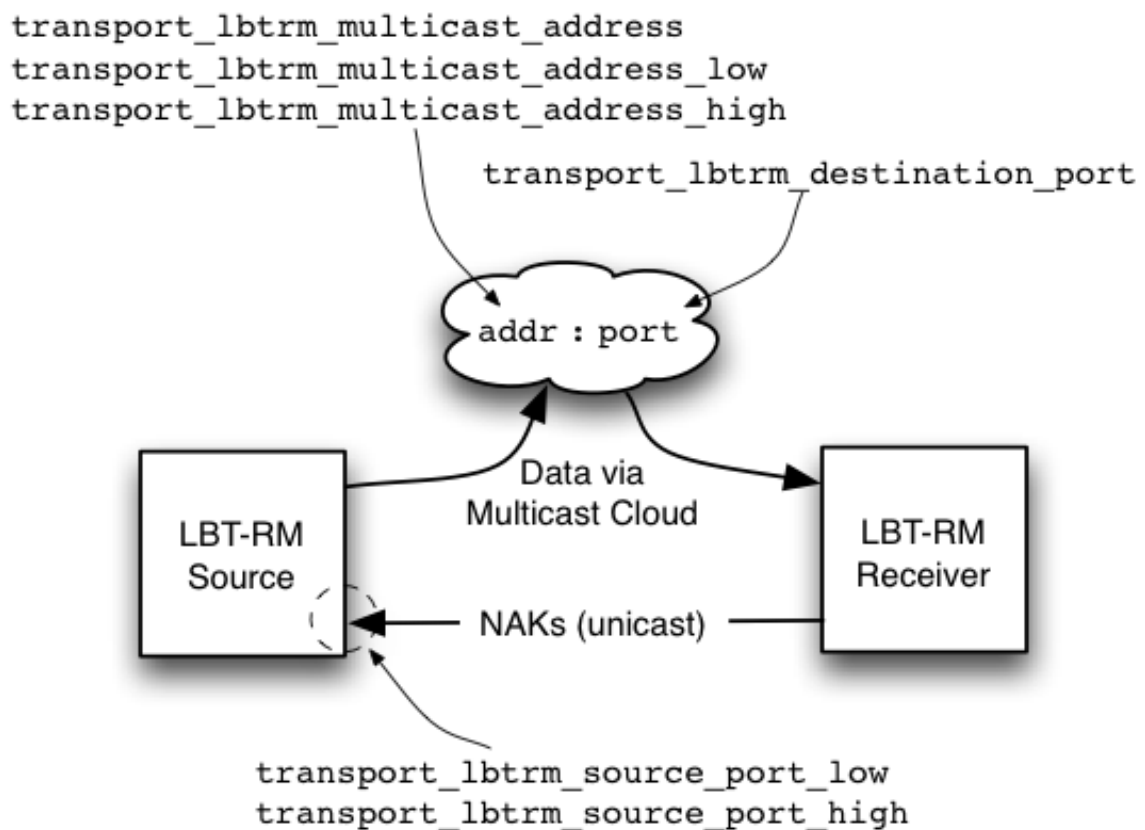 transport_lbtrm_multicast_address
transport_lbtrm_multicast_address_low
transport_lbtrm_multicast_address_high
transport_lbtrm_destination_port
addr : port
Data via
Multicast Cloud
LBT-RM
Source
LBT-RM
Receiver
NAKs (unicast)
transport_lbtrm_source_port_low
transport_lbtrm_source_port_high